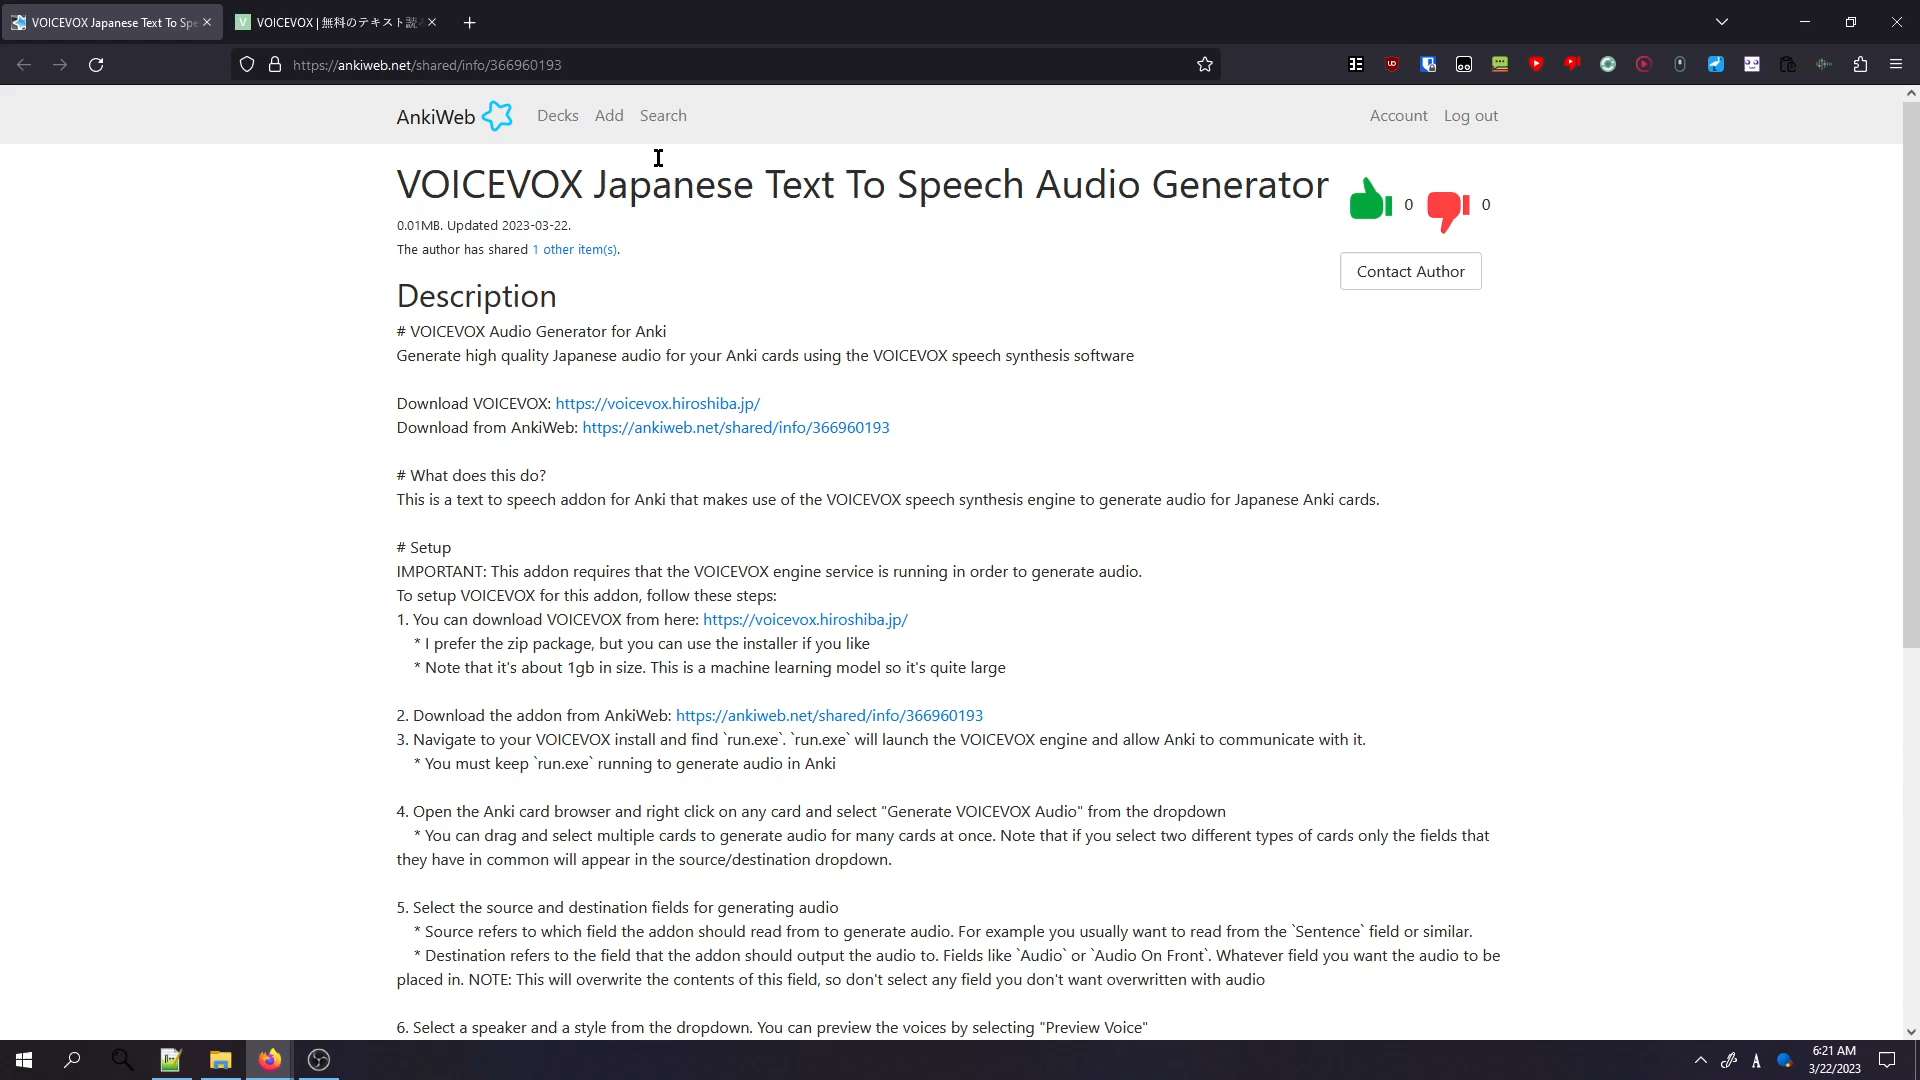 VOICEVOX Japanese Text To Spe
VOICEVOX | 無料のテキスト読
https://ankiweb.net/shared/info/366960193
AnkiWeb Decks Add Search Account Log out
VOICEVOX Japanese Text To Speech Audio Generator
0 0
0.01MB. Updated 2023-03-22.
The author has shared 1 other item(s).
Contact Author
Description
# VOICEVOX Audio Generator for Anki
Generate high quality Japanese audio for your Anki cards using the VOICEVOX speech synthesis software
Download VOICEVOX: https://voicevox.hiroshiba.jp/
Download from AnkiWeb: https://ankiweb.net/shared/info/366960193
# What does this do?
This is a text to speech addon for Anki that makes use of the VOICEVOX speech synthesis engine to generate audio for Japanese Anki cards.
# Setup
IMPORTANT: This addon requires that the VOICEVOX engine service is running in order to generate audio.
To setup VOICEVOX for this addon, follow these steps:
1. You can download VOICEVOX from here: https://voicevox.hiroshiba.jp/
* I prefer the zip package, but you can use the installer if you like
* Note that it's about 1gb in size. This is a machine learning model so it's quite large
2. Download the addon from AnkiWeb: https://ankiweb.net/shared/info/366960193
3. Navigate to your VOICEVOX install and find `run.exe`. `run.exe` will launch the VOICEVOX engine and allow Anki to communicate with it.
* You must keep `run.exe` running to generate audio in Anki
4. Open the Anki card browser and right click on any card and select "Generate VOICEVOX Audio" from the dropdown
* You can drag and select multiple cards to generate audio for many cards at once. Note that if you select two different types of cards only the fields that
they have in common will appear in the source/destination dropdown.
5. Select the source and destination fields for generating audio
* Source refers to which field the addon should read from to generate audio. For example you usually want to read from the `Sentence` field or similar.
* Destination refers to the field that the addon should output the audio to. Fields like `Audio` or `Audio On Front`. Whatever field you want the audio to be
placed in. NOTE: This will overwrite the contents of this field, so don't select any field you don't want overwritten with audio
6. Select a speaker and a style from the dropdown. You can preview the voices by selecting "Preview Voice"
A
6:21 AM
3/22/2023